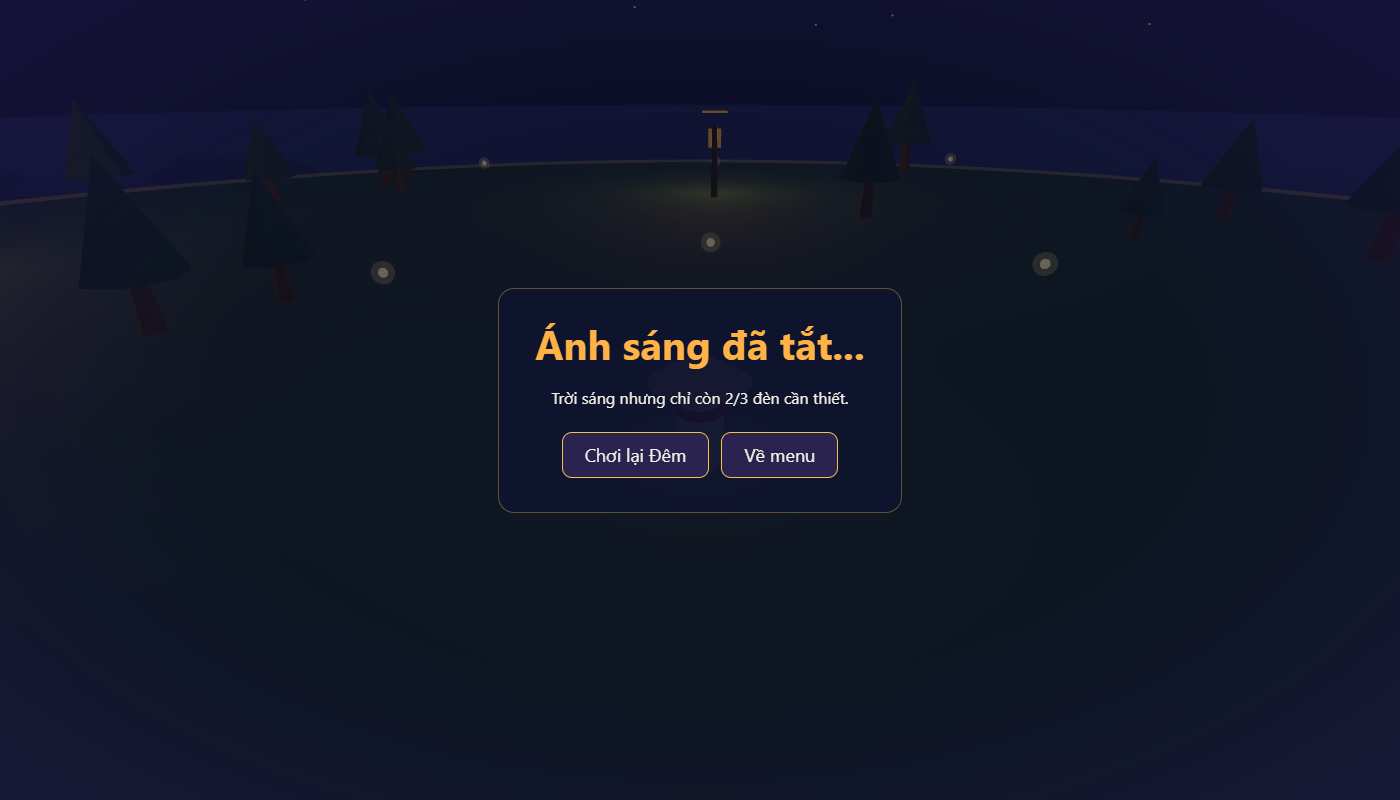 Ánh sáng đã tắt...
Trời sáng nhưng chỉ còn 2/3 đèn cần thiết.
Chơi lại Đêm
Về menu